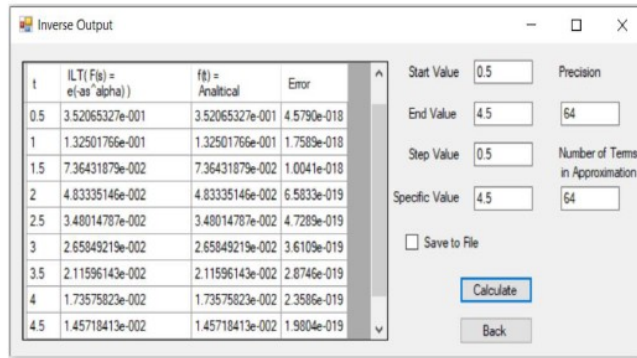 Inverse Output
t ILT( F(s) = e(-as^alpha) ) f(t) = Analitical Error
0.5 3.52065327e-001 3.52065327e-001 4.5790e-018
1 1.32501766e-001 1.32501766e-001 1.7589e-018
1.5 7.36431879e-002 7.36431879e-002 1.0041e-018
2 4.83335146e-002 4.83335146e-002 6.5833e-019
2.5 3.48014787e-002 3.48014787e-002 4.7289e-019
3 2.65849219e-002 2.65849219e-002 3.6109e-019
3.5 2.11596143e-002 2.11596143e-002 2.8746e-019
4 1.73575823e-002 1.73575823e-002 2.3586e-019
4.5 1.45718413e-002 1.45718413e-002 1.9804e-019
Start Value 0.5 Precision
End Value 4.5 64
Step Value 0.5 Number of Terms
in Approximation
Specific Value 4.5 64
Save to File
Calculate
Back